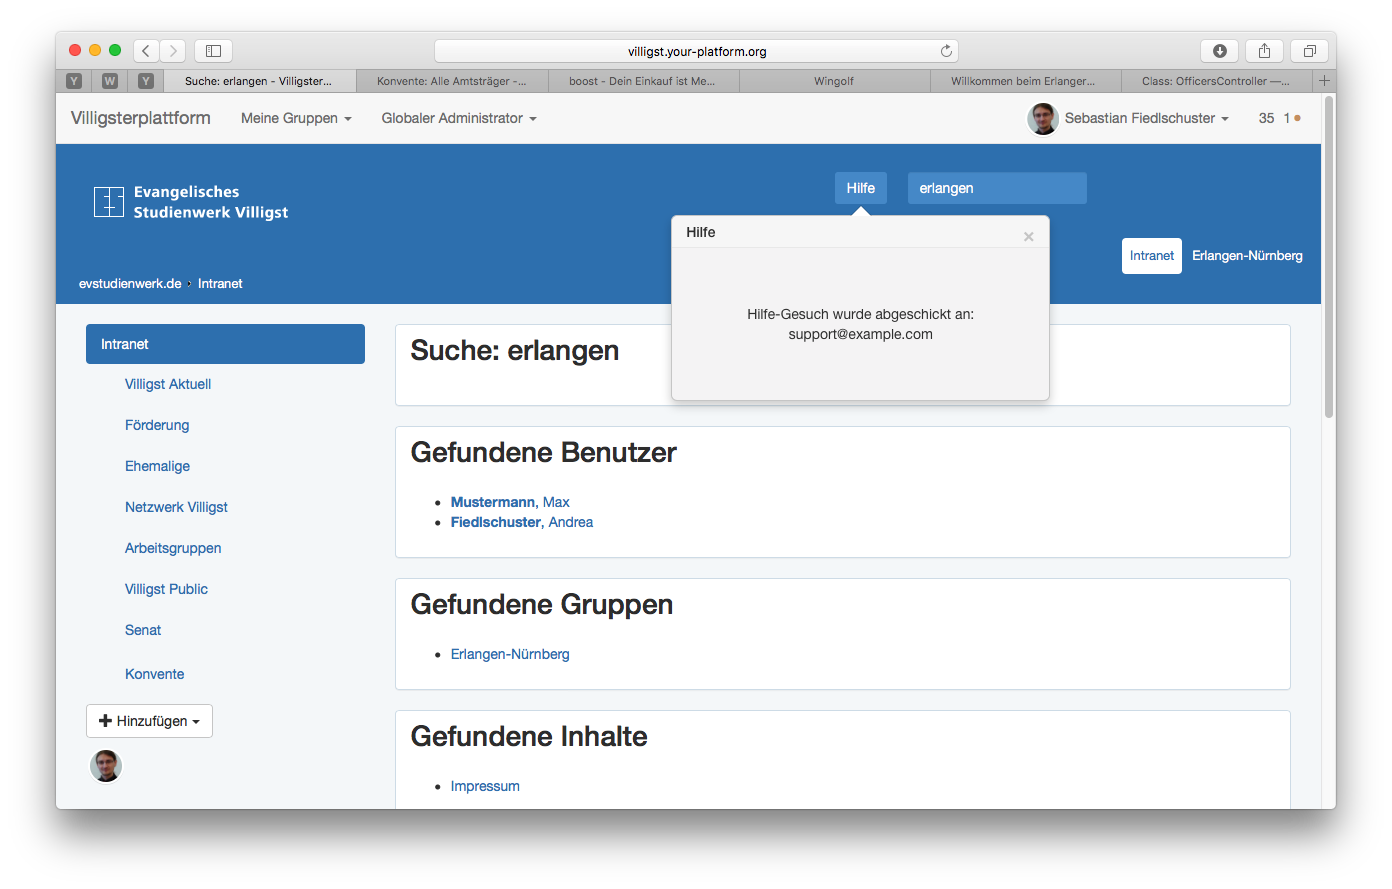 villigst.your-platform.org
Y W Y Suche: erlangen - Villigster... Konvente: Alle Amtsträger -... boost - Dein Einkauf ist Me... Wingolf Willkommen beim Erlanger... Class: OfficersController —...
Villigsterplattform Meine Gruppen Globaler Administrator Sebastian Fiedlschuster 35 1
Evangelisches
Studienwerk Villigst
Hilfe erlangen
Hilfe ×
Intranet Erlangen-Nürnberg
evstudienwerk.de › Intranet
Hilfe-Gesuch wurde abgeschickt an:
support@example.com
Intranet
Villigst Aktuell
Förderung
Ehemalige
Netzwerk Villigst
Arbeitsgruppen
Villigst Public
Senat
Konvente
Hinzufügen
Suche: erlangen
Gefundene Benutzer
• Mustermann, Max
• Fiedlschuster, Andrea
Gefundene Gruppen
• Erlangen-Nürnberg
Gefundene Inhalte
• Impressum